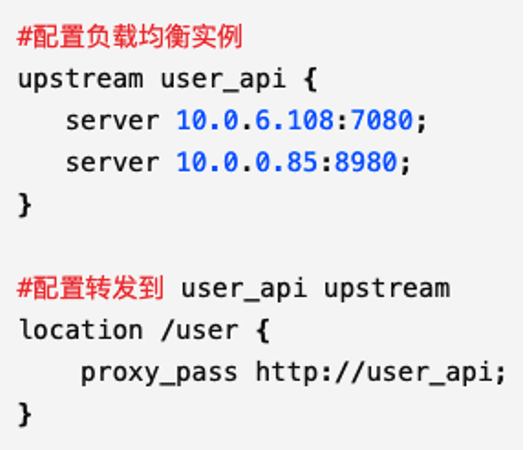 #配置负载均衡实例
upstream user_api {
server 10.0.6.108:7080;
server 10.0.0.85:8980;
}
#配置转发到 user_api upstream
location /user {
proxy_pass http://user_api;
}